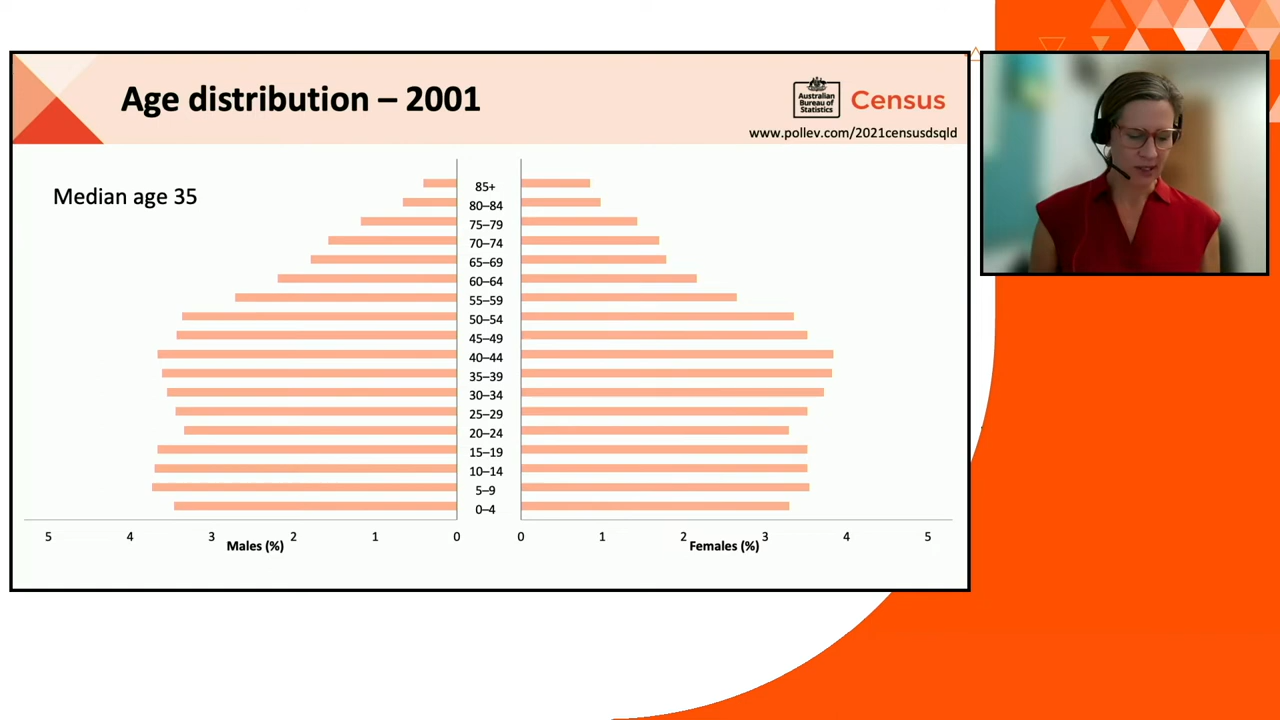 Age distribution – 2001
Australian
Bureau of
Statistics
Census
www.pollev.com/2021censusdsqld
Median age 35
85+
80–84
75–79
70–74
65–69
60–64
55–59
50–54
45–49
40–44
35–39
30–34
25–29
20–24
15–19
10–14
5–9
0–4
5 4 3 2 1 0 0 1 2 3 4 5
Males (%) Females (%)